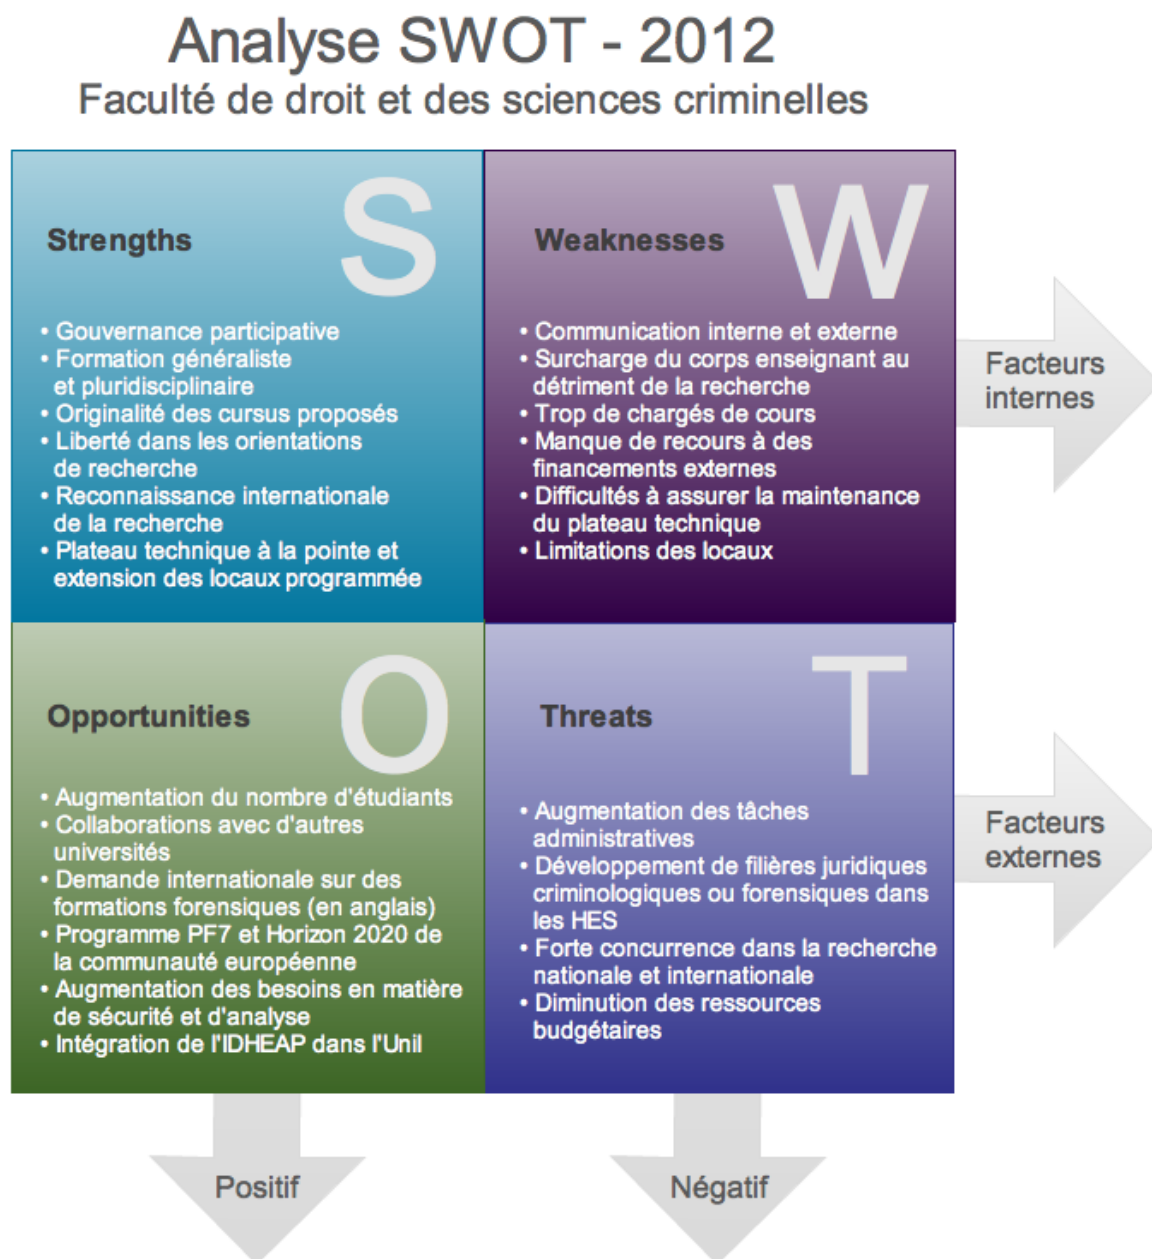 Analyse SWOT - 2012
Faculté de droit et des sciences criminelles
S
Strengths
• Gouvernance participative
• Formation généraliste
et pluridisciplinaire
• Originalité des cursus proposés
• Liberté dans les orientations
de recherche
• Reconnaissance internationale
de la recherche
• Plateau technique à la pointe et
extension des locaux programmée
W
Weaknesses
• Communication interne et externe
• Surcharge du corps enseignant au
détriment de la recherche
• Trop de chargés de cours
• Manque de recours à des
financements externes
• Difficultés à assurer la maintenance
du plateau technique
• Limitations des locaux
Facteurs
internes
O
Opportunities
• Augmentation du nombre d'étudiants
• Collaborations avec d'autres
universités
• Demande internationale sur des
formations forensiques (en anglais)
• Programme PF7 et Horizon 2020 de
la communauté européenne
• Augmentation des besoins en matière
de sécurité et d'analyse
• Intégration de l'IDHEAP dans l'Unil
T
Threats
• Augmentation des tâches
administratives
• Développement de filières juridiques
criminologiques ou forensiques dans
les HES
• Forte concurrence dans la recherche
nationale et internationale
• Diminution des ressources
budgétaires
Facteurs
externes
Positif
Négatif